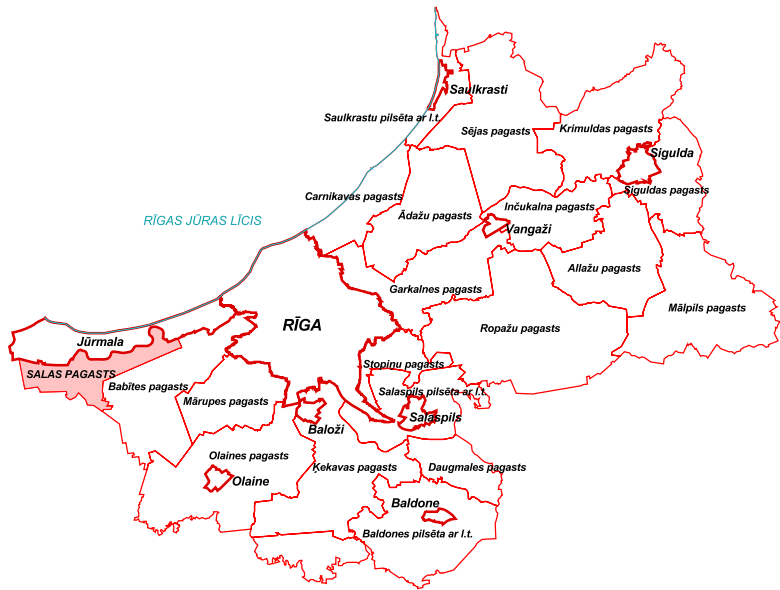 Saulkrasti
Saulkrastu pilsēta ar l.t.
Sējas pagasts
Krimuldas pagasts
Sigulda
Siguldas pagasts
Carnikavas pagasts
Inčukalna pagasts
Ādažu pagasts
RĪGAS JŪRAS LĪCIS
Vangaži
Allažu pagasts
Garkalnes pagasts
Mālpils pagasts
RĪGA
Ropažu pagasts
Jūrmala
Stopiņu pagasts
SALAS PAGASTS
Babītes pagasts
Salaspils pilsēta ar l.t.
Mārupes pagasts
Salaspils
Baloži
Olaines pagasts
Ķekavas pagasts
Daugmales pagasts
Olaine
Baldone
Baldones pilsēta ar l.t.